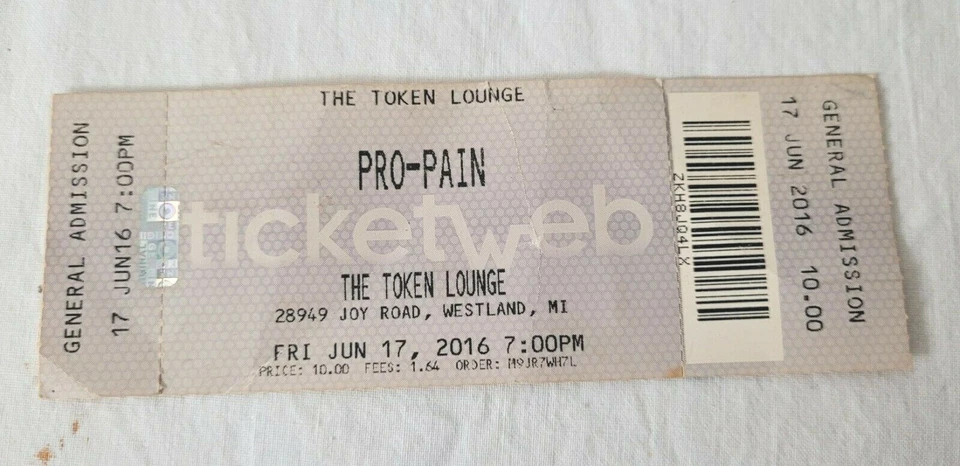 GENERAL ADMISSION
17 JUN16 7:00PM
THE TOKEN LOUNGE
PRO-PAIN
ticketweb
THE TOKEN LOUNGE
28949 JOY ROAD, WESTLAND, MI
FRI JUN 17, 2016 7:00PM
PRICE: 10.00 FEES: 1.64 ORDER: M9JR7WH7L
ZKH8JQ4LX
17 JUN 2016 10.00
GENERAL ADMISSION